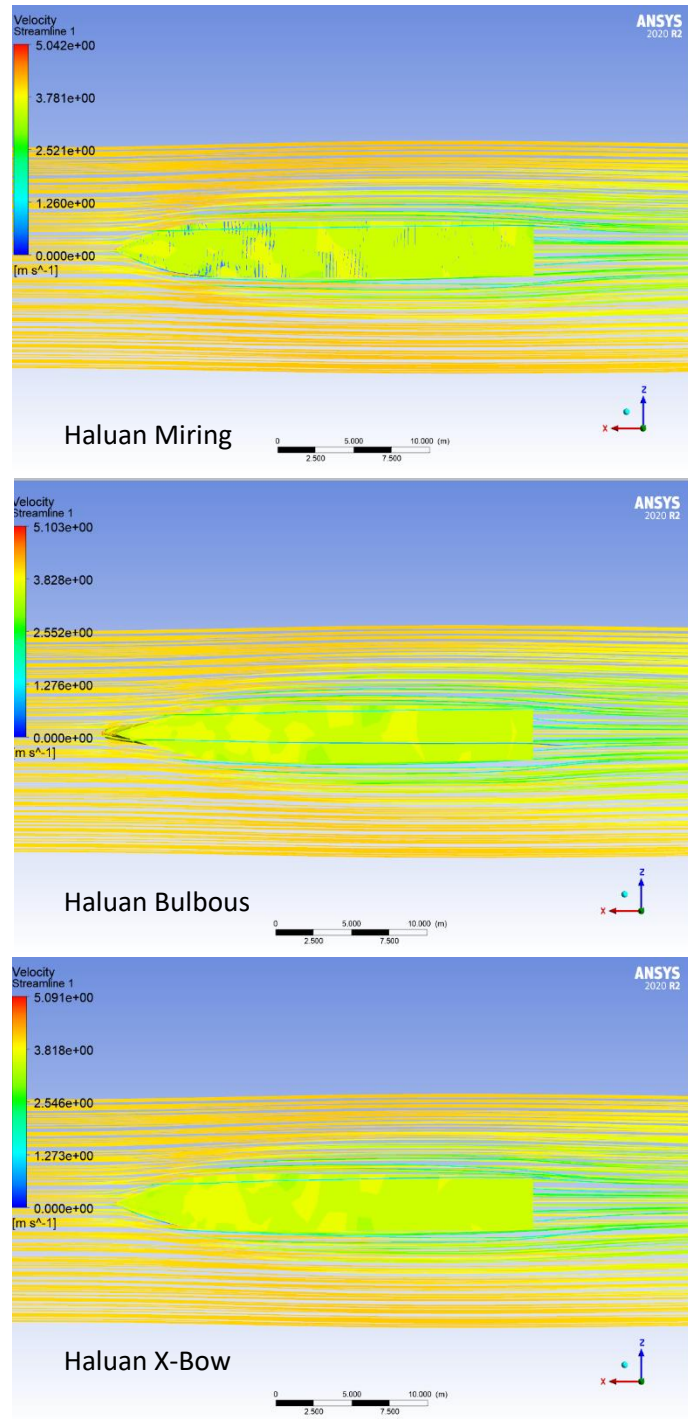 Velocity
Streamline 1
5.042e+00
3.781e+00
2.521e+00
1.260e+00
0.000e+00
[m s^-1]
ANSYS
2020 R2
Z
X
Haluan Miring
0 5.000 10.000 (m)
2.500 7.500
Velocity
Streamline 1
5.103e+00
3.828e+00
2.552e+00
1.276e+00
0.000e+00
[m s^-1]
ANSYS
2020 R2
Z
X
Haluan Bulbous
0 5.000 10.000 (m)
2.500 7.500
Velocity
Streamline 1
5.091e+00
3.818e+00
2.546e+00
1.273e+00
0.000e+00
[m s^-1]
ANSYS
2020 R2
Z
X
Haluan X-Bow
0 5.000 10.000 (m)
2.500 7.500